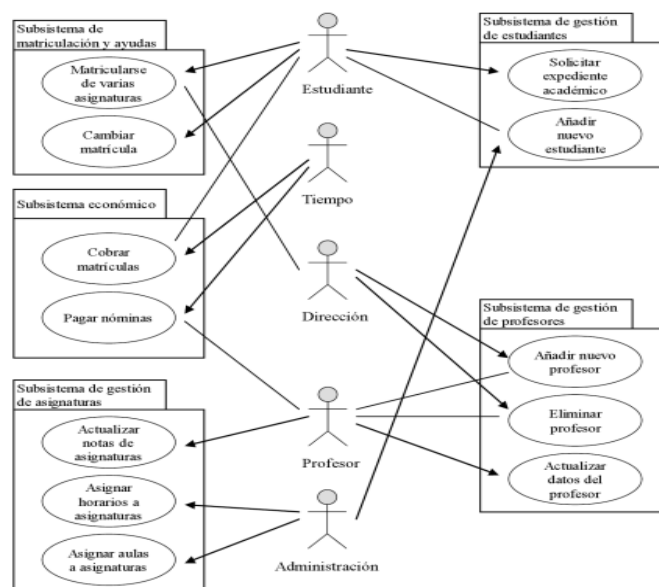 Subsistema de
matriculación y ayudas
Matricularse
de varias
asignaturas
Cambiar
matrícula
Subsistema económico
Cobrar
matrículas
Pagar nóminas
Subsistema de gestión
de asignaturas
Actualizar
notas de
asignaturas
Asignar
horarios a
asignaturas
Asignar aulas
a asignaturas
Estudiante
Tiempo
Dirección
Profesor
Administración
Subsistema de gestión
de estudiantes
Solicitar
expediente
académico
Añadir
nuevo
estudiante
Subsistema de gestión
de profesores
Añadir nuevo
profesor
Eliminar
profesor
Actualizar
datos del
profesor